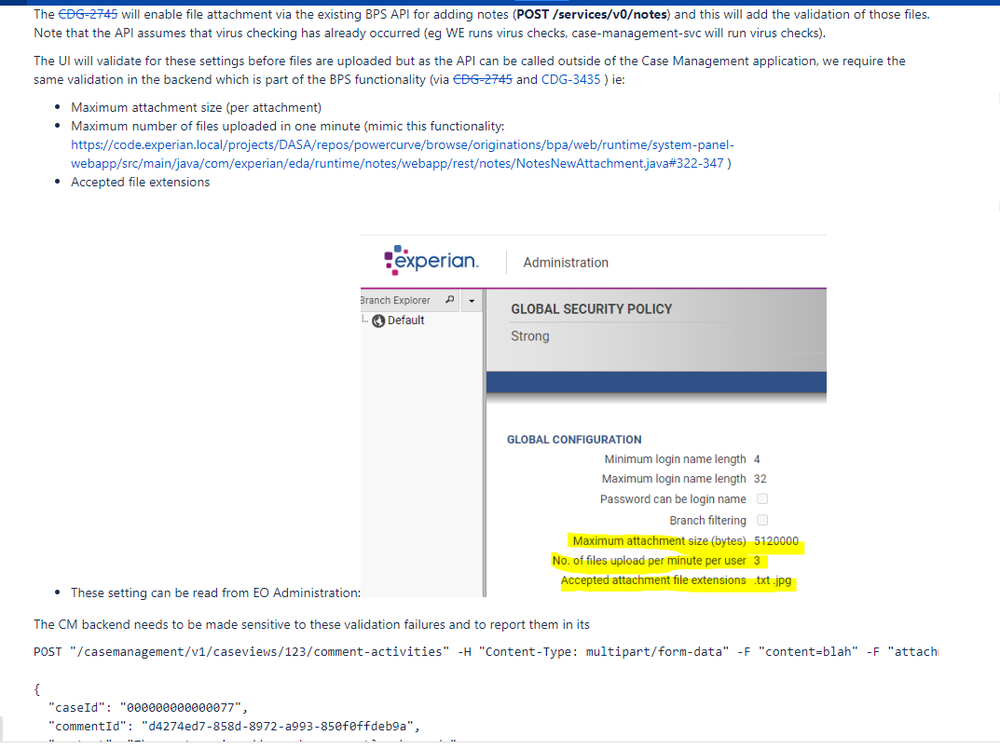 The CDG-2745 will enable file attachment via the existing BPS API for adding notes (POST /services/v0/notes) and this will add the validation of those files.
Note that the API assumes that virus checking has already occurred (eg WE runs virus checks, case-management-svc will run virus checks).
The UI will validate for these settings before files are uploaded but as the API can be called outside of the Case Management application, we require the
same validation in the backend which is part of the BPS functionality (via CDG-2745 and CDG-3435 ) ie:
• Maximum attachment size (per attachment)
• Maximum number of files uploaded in one minute (mimic this functionality:
https://code.experian.local/projects/DASA/repos/powercurve/browse/originations/bpa/web/runtime/system-panel-
webapp/src/main/java/com/experian/eda/runtime/notes/webapp/rest/notes/NotesNewAttachment.java#322-347 )
• Accepted file extensions
experian. Administration
Branch Explorer
Default
GLOBAL SECURITY POLICY
Strong
GLOBAL CONFIGURATION
Minimum login name length 4
Maximum login name length 32
Password can be login name
Branch filtering
Maximum attachment size (bytes) 5120000
No. of files upload per minute per user 3
Accepted attachment file extensions .txt .jpg
• These setting can be read from EO Administration:
The CM backend needs to be made sensitive to these validation failures and to report them in its
POST "/casemanagement/v1/caseviews/123/comment-activities" -H "Content-Type: multipart/form-data" -F "content=blah" -F "attach
{
"caseId": "000000000000077",
"commentId": "d4274ed7-858d-8972-a993-850f0ffdeb9a",